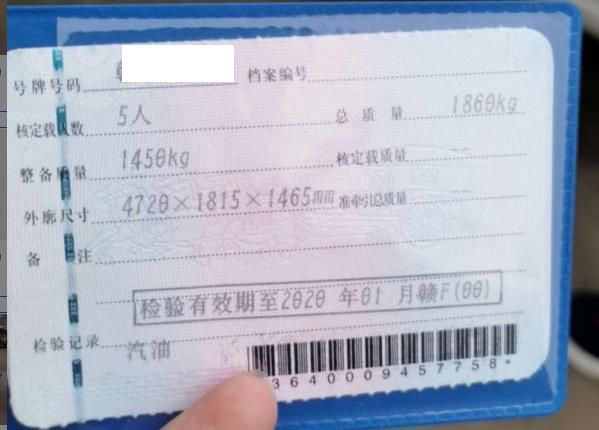 号牌号码 档案编号
核定载人数 5人 总质量 1860kg
整备质量 1450kg 核定载质量 --
外廓尺寸 4720×1815×1465mm 准牵引总质量 --
备注
检验有效期至2020 年01 月赣F(00)
检验记录 汽油
3640009457758*